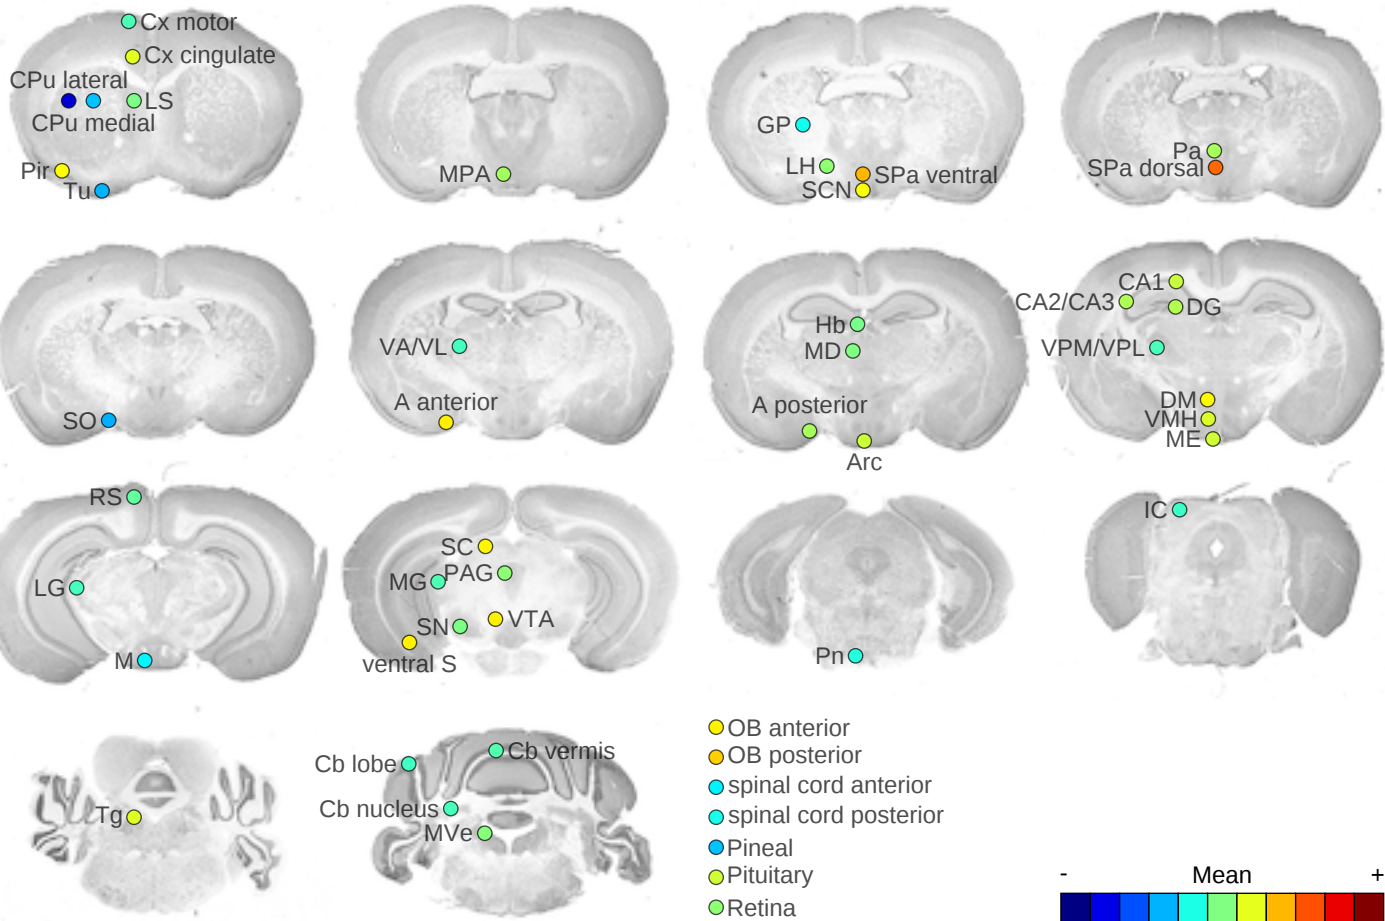 Cx motor
Cx cingulate
CPu lateral
LS
CPu medial
Pir
Tu
MPA
GP
LH
SPa ventral
SCN
Pa
SPa dorsal
SO
VA/VL
A anterior
Hb
MD
A posterior
Arc
CA1
CA2/CA3
DG
VPM/VPL
DM
VMH
ME
RS
LG
M
SC
PAG
MG
VTA
SN
ventral S
Pn
IC
Tg
Cb vermis
Cb lobe
Cb nucleus
MVe
OB anterior
OB posterior
spinal cord anterior
spinal cord posterior
Pineal
Pituitary
Retina
- Mean +